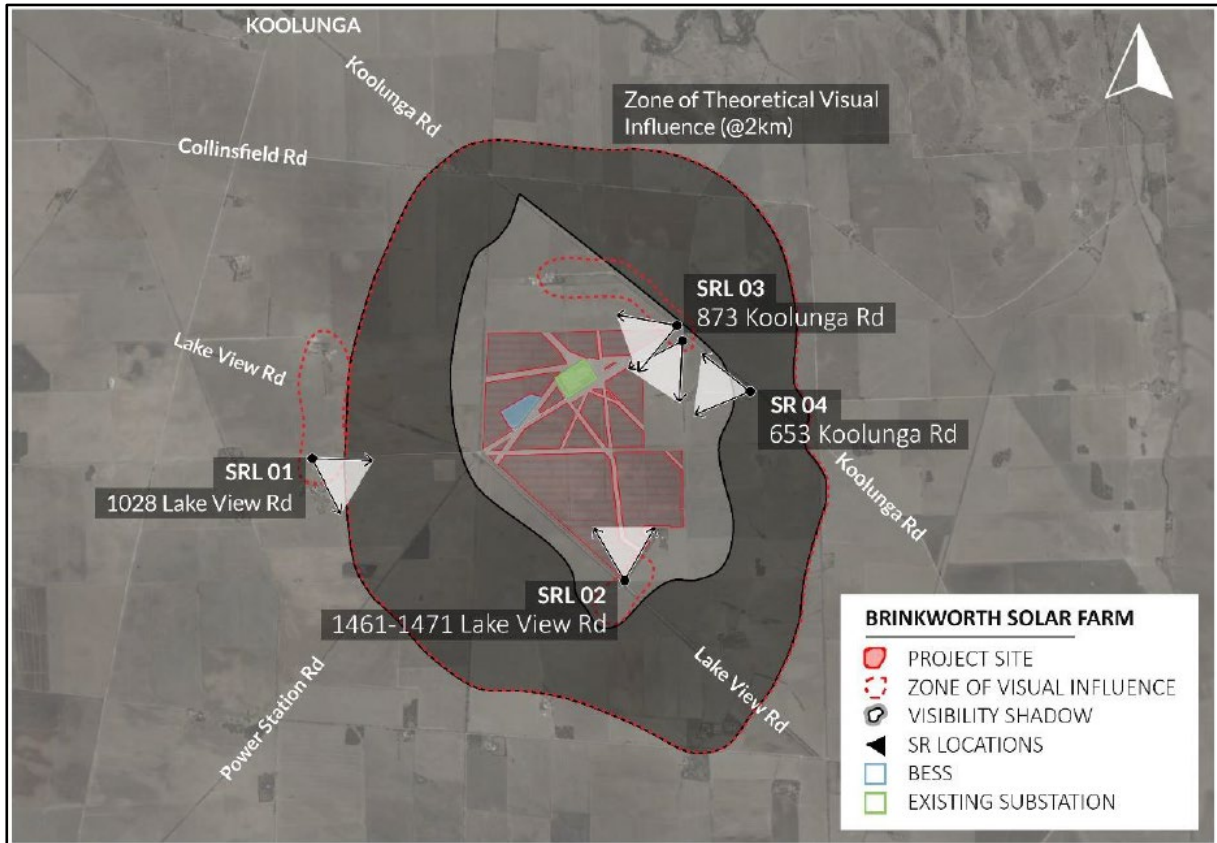 KOOLUNGA
Koolunga Rd
Zone of Theoretical Visual
Influence (@2km)
Collinsfield Rd
SRL 03
873 Koolunga Rd
Lake View Rd
SR 04
653 Koolunga Rd
SRL 01
1028 Lake View Rd
Koolunga Rd
SRL 02
1461-1471 Lake View Rd
Lake View Rd
Power Station Rd
BRINKWORTH SOLAR FARM
PROJECT SITE
ZONE OF VISUAL INFLUENCE
VISIBILITY SHADOW
SR LOCATIONS
BESS
EXISTING SUBSTATION